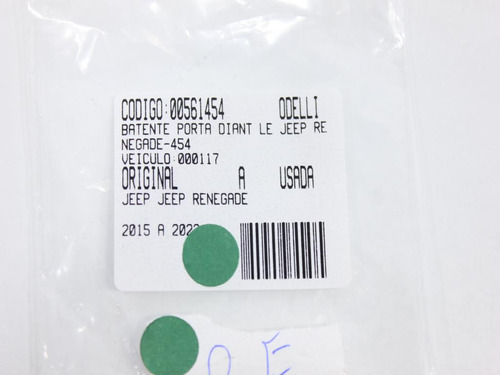 CODIGO:00561454 ODELLI
BATENTE PORTA DIANT LE JEEP RE
NEGADE-454
VEICULO:000117
ORIGINAL A USADA
JEEP JEEP RENEGADE
2015 A